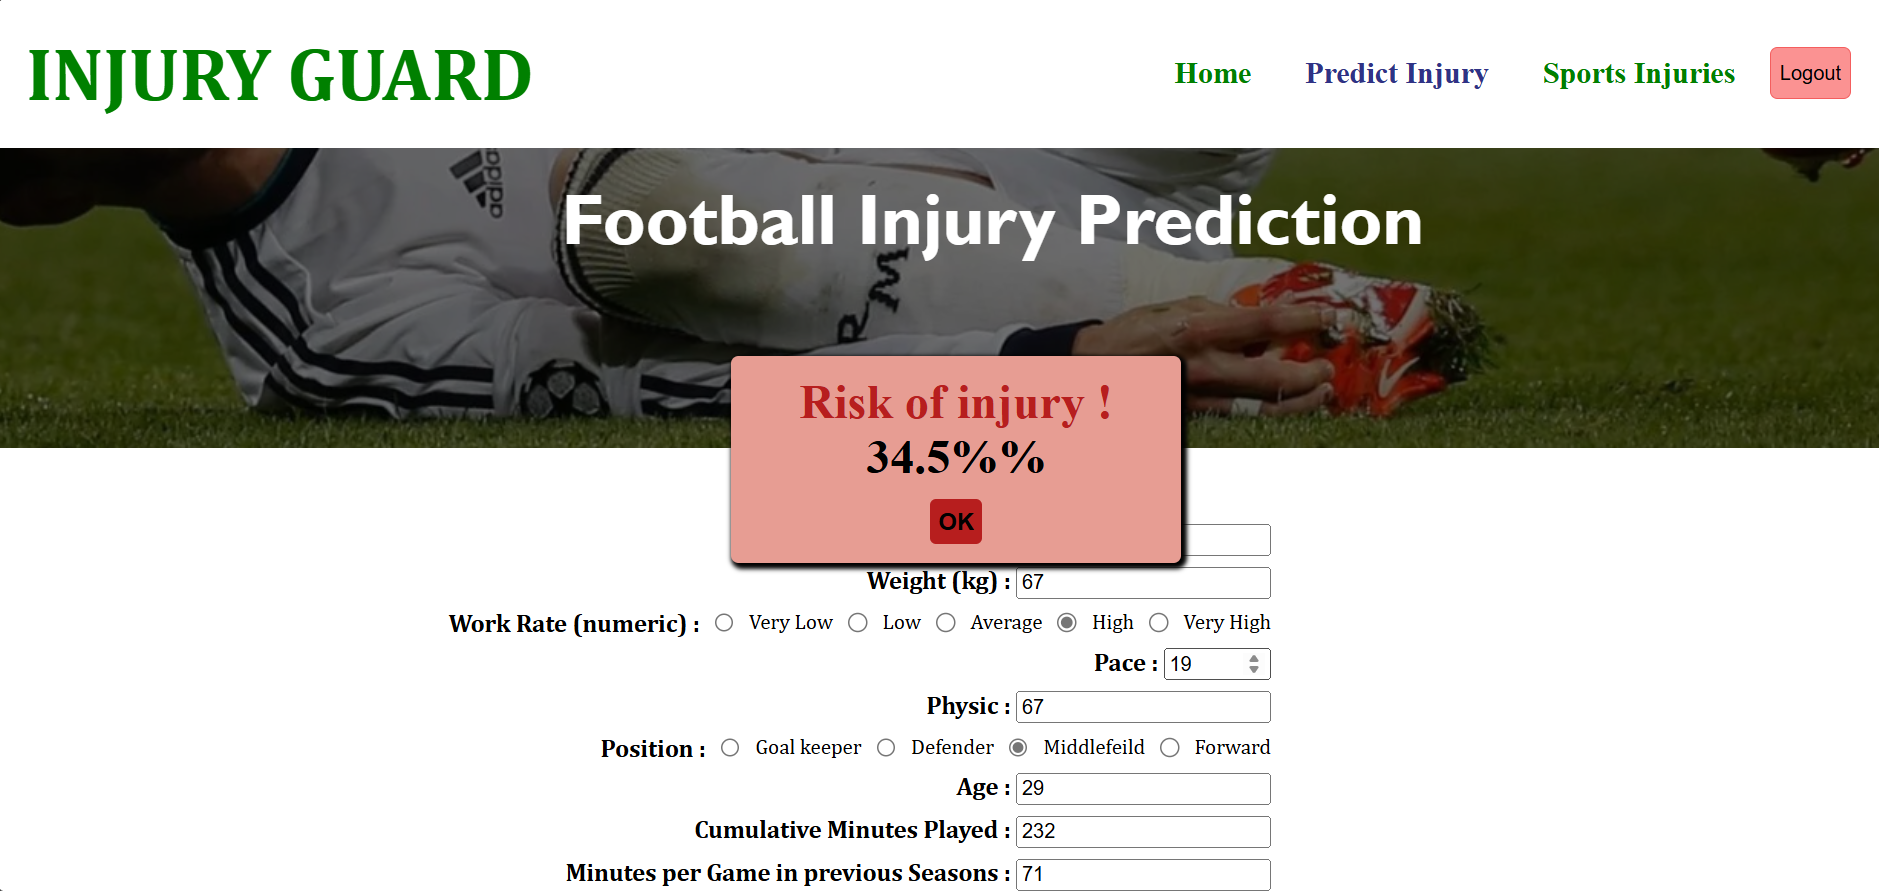 INJURY GUARD
Home Predict Injury Sports Injuries Logout
adidas
Football Injury Prediction
R M
Risk of injury !
34.5%%
OK
Weight (kg) : 67
Work Rate (numeric) : Very Low Low Average High Very High
Pace : 19
Physic : 67
Position : Goal keeper Defender Middlefeild Forward
Age : 29
Cumulative Minutes Played : 232
Minutes per Game in previous Seasons : 71